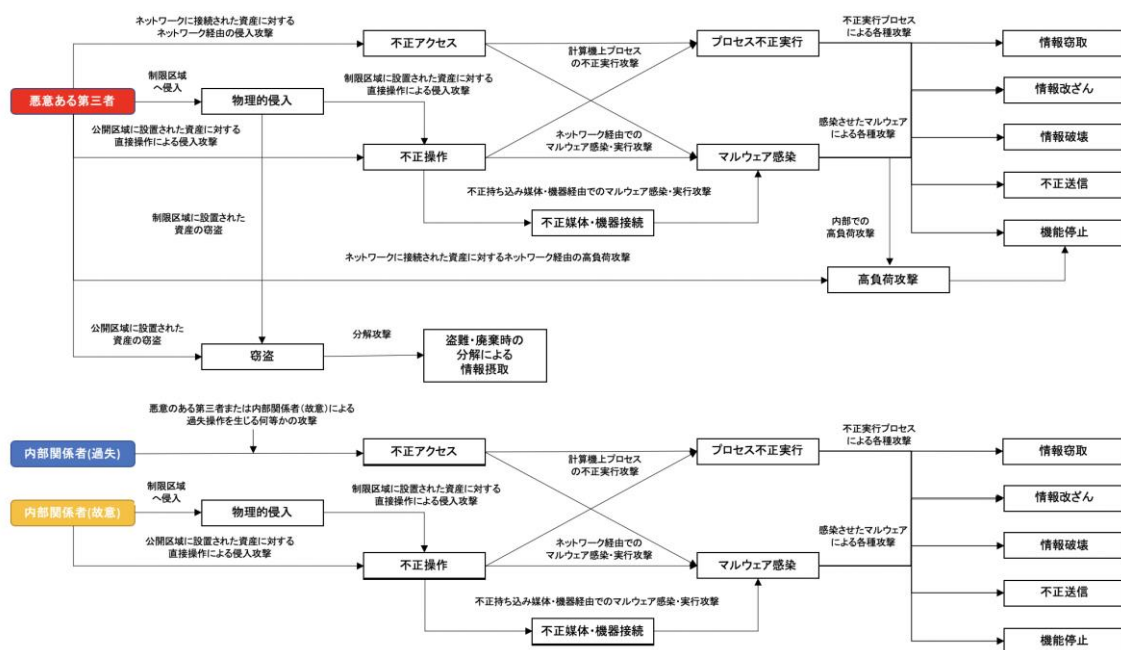 ネットワークに接続された資産に対する
ネットワーク経由の侵入攻撃
不正アクセス
プロセス不正実行
不正実行プロセス
による各種攻撃
情報窃取
計算機上プロセス
の不正実行攻撃
制限区域
へ侵入
制限区域に設置された資産に対する
直接操作による侵入攻撃
情報改ざん
悪意ある第三者
物理的侵入
公開区域に設置された資産に対する
直接操作による侵入攻撃
ネットワーク経由での
マルウェア感染・実行攻撃
感染させたマルウェア
による各種攻撃
情報破壊
不正操作
マルウェア感染
不正持ち込み媒体・機器経由でのマルウェア感染・実行攻撃
不正送信
制限区域に設置された
資産の窃盗
不正媒体・機器接続
内部での
高負荷攻撃
機能停止
ネットワークに接続された資産に対するネットワーク経由の高負荷攻撃
高負荷攻撃
公開区域に設置された
資産の窃盗
窃盗
分解攻撃
盗難・廃棄時の
分解による
情報摂取
悪意のある第三者または内部関係者(故意)による
過失操作を生じる何等かの攻撃
内部関係者(過失)
不正アクセス
プロセス不正実行
不正実行プロセス
による各種攻撃
情報窃取
計算機上プロセス
の不正実行攻撃
制限区域
へ侵入
制限区域に設置された資産に対する
直接操作による侵入攻撃
情報改ざん
内部関係者(故意)
物理的侵入
公開区域に設置された資産に対する
直接操作による侵入攻撃
ネットワーク経由での
マルウェア感染・実行攻撃
感染させたマルウェア
による各種攻撃
情報破壊
不正操作
マルウェア感染
不正持ち込み媒体・機器経由でのマルウェア感染・実行攻撃
不正送信
不正媒体・機器接続
機能停止